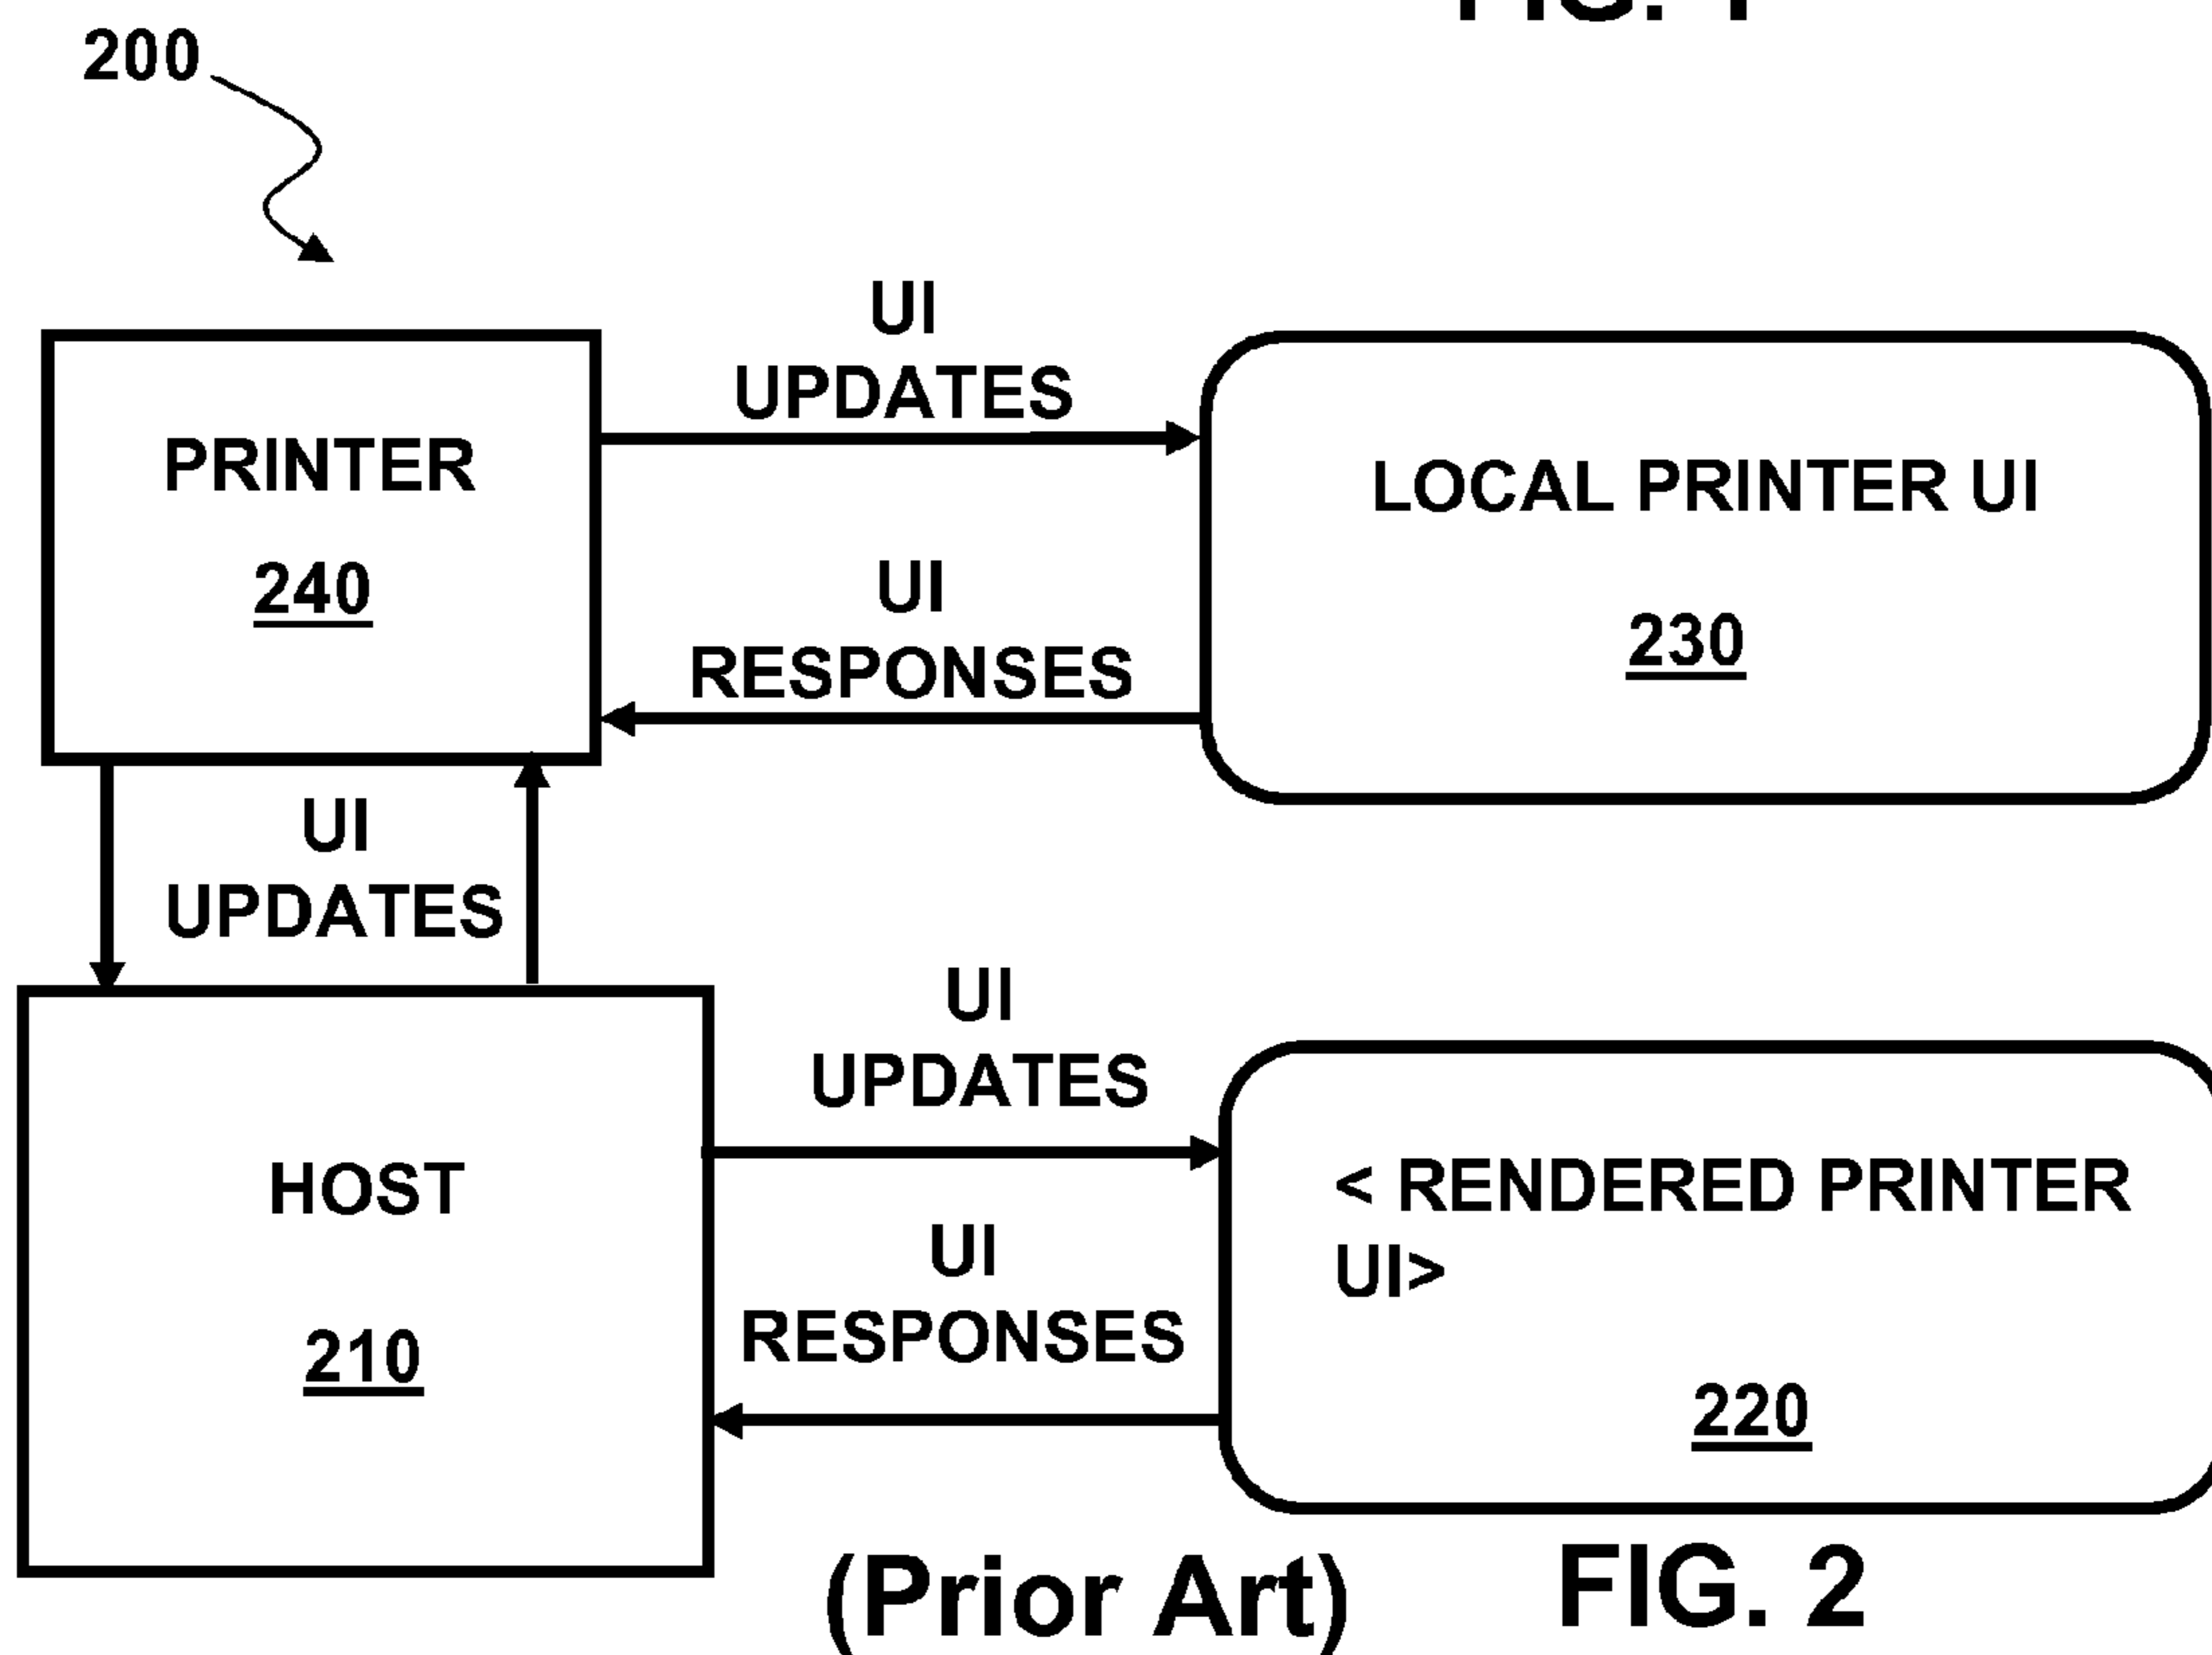 200
UI
UPDATES
PRINTER
240
LOCAL PRINTER UI
230
UI
RESPONSES
UI
UPDATES
HOST
210
UI
UPDATES
UI
RESPONSES
< RENDERED PRINTER
UI>
220
(Prior Art)
FIG. 2